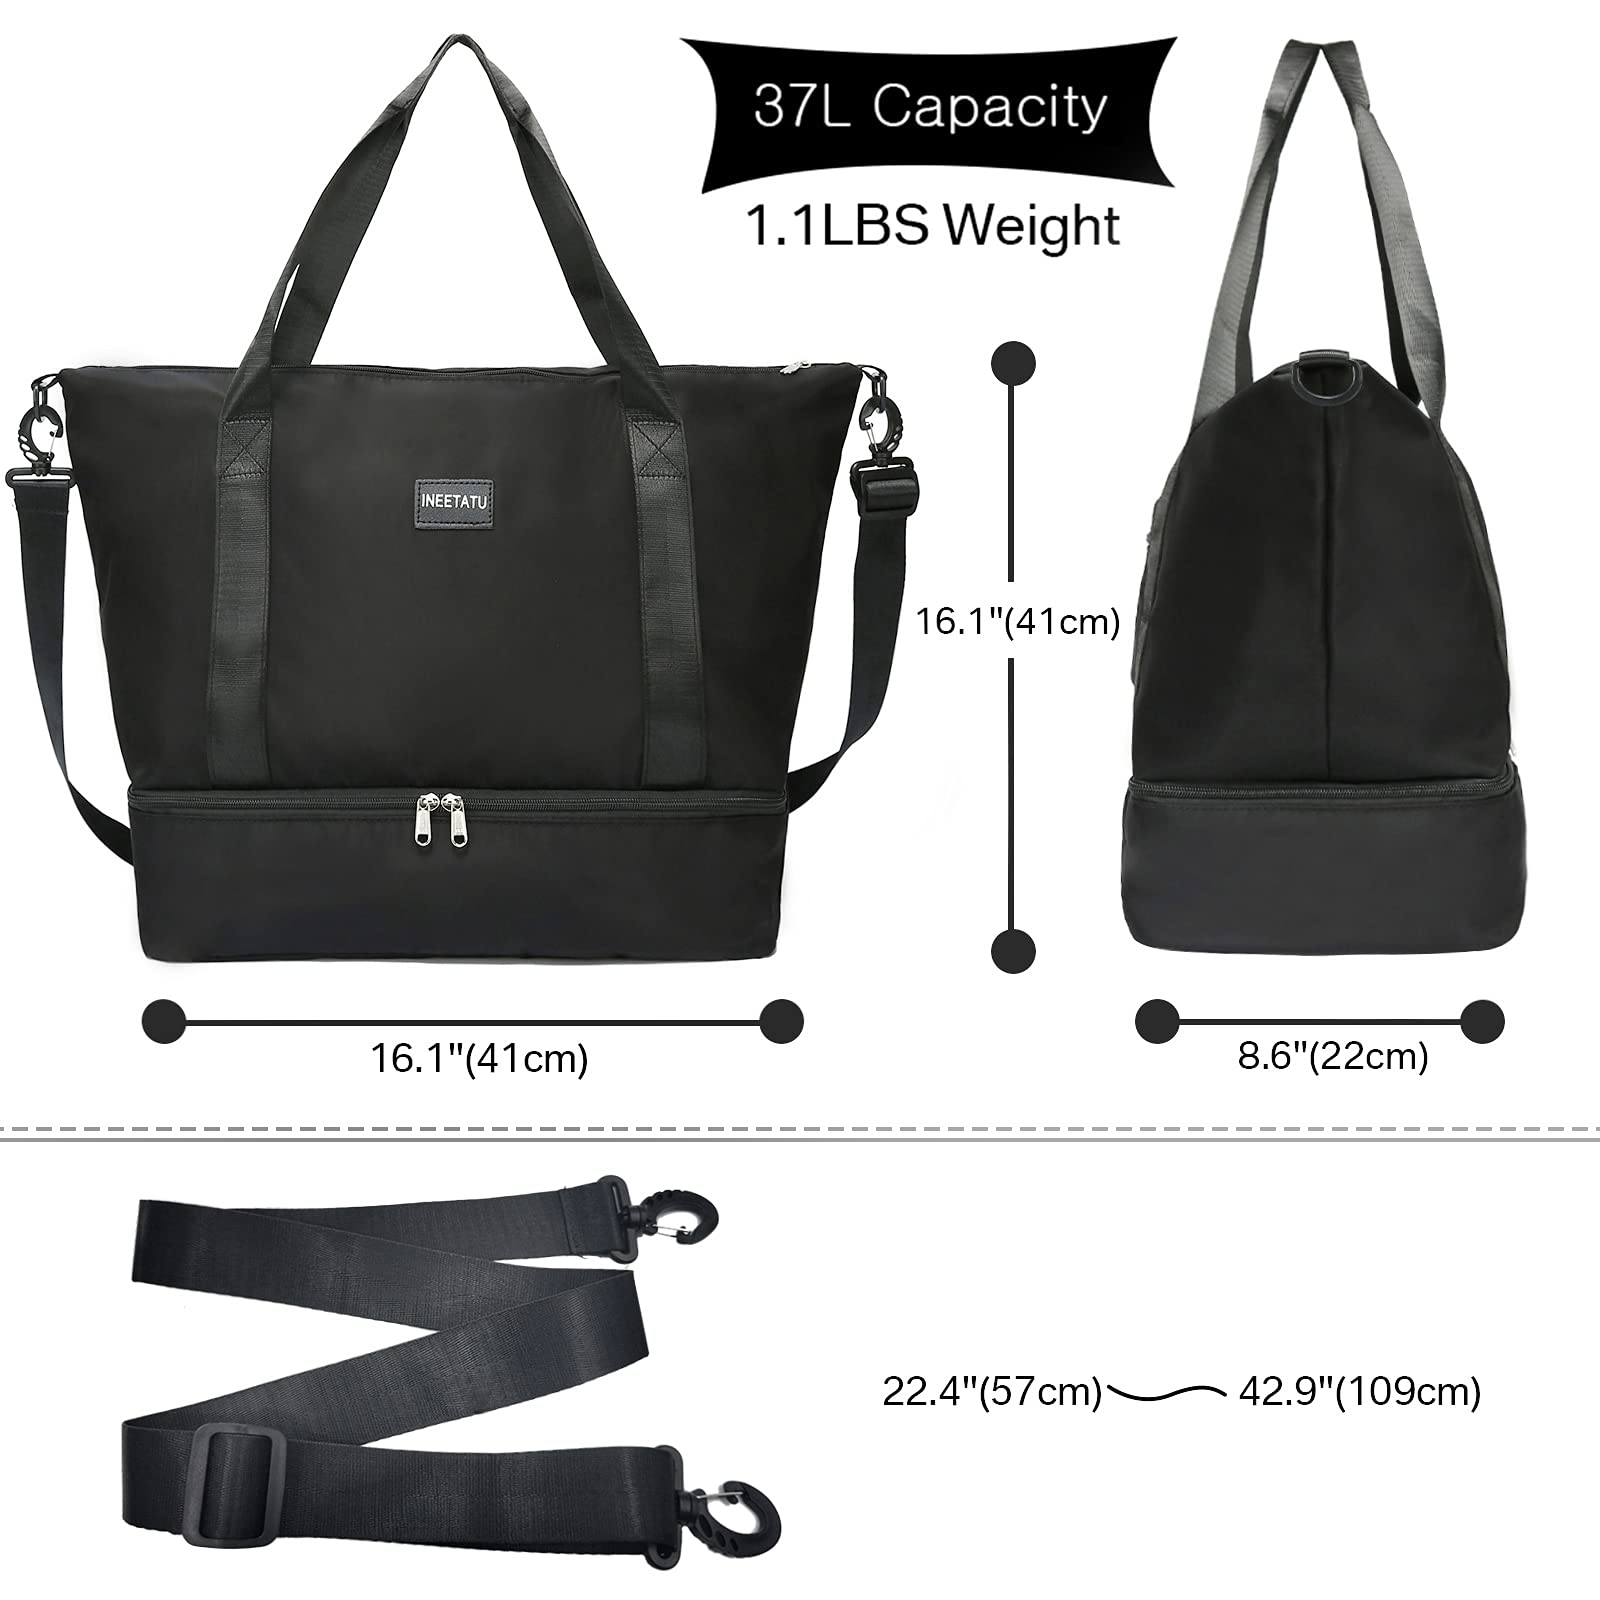 37L Capacity
1.1LBS Weight
INEETATU
16.1"(41cm)
16.1"(41cm)
8.6"(22cm)
22.4"(57cm) 42.9"(109cm)